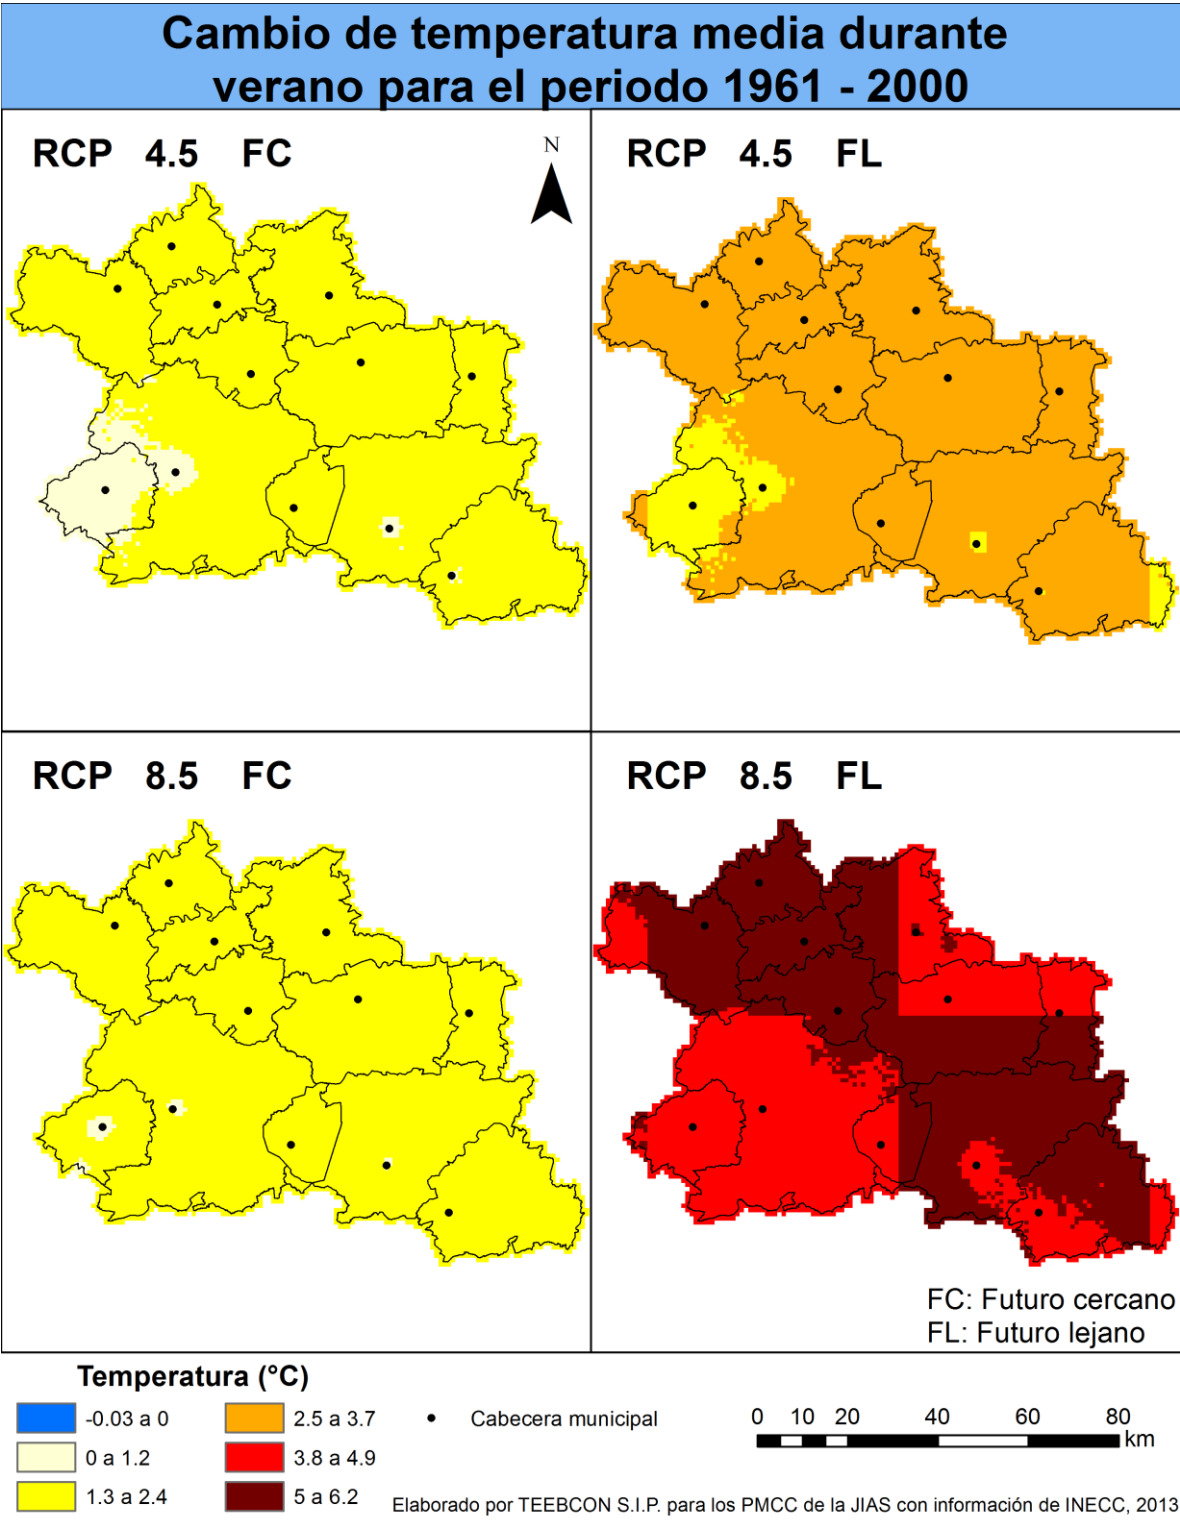 Cambio de temperatura media durante
verano para el periodo 1961 - 2000
RCP 4.5 FC
N
RCP 4.5 FL
RCP 8.5 FC
RCP 8.5 FL
FC: Futuro cercano
FL: Futuro lejano
Temperatura (°C)
-0.03 a 0
0 a 1.2
1.3 a 2.4
2.5 a 3.7
3.8 a 4.9
5 a 6.2
Cabecera municipal
0 10 20 40 60 80
km
Elaborado por TEEBCON S.I.P. para los PMCC de la JIAS con información de INECC, 2013